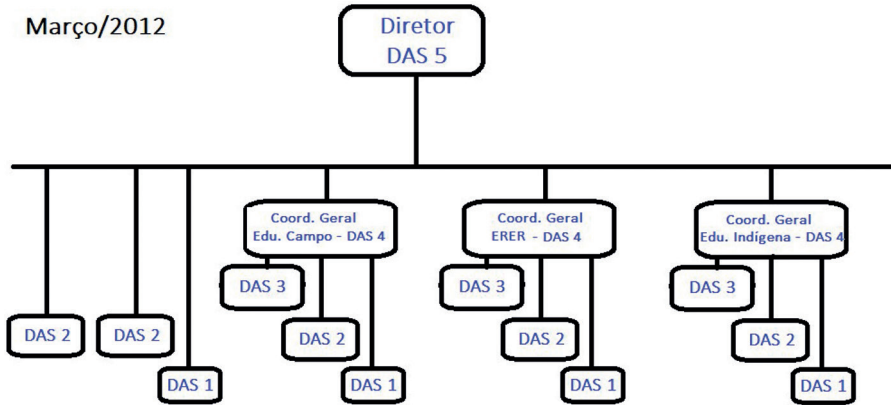 Março/2012
Diretor
DAS 5
Coord. Geral
Edu. Campo - DAS 4
Coord. Geral
ERER - DAS 4
Coord. Geral
Edu. Indígena - DAS 4
DAS 3
DAS 3
DAS 3
DAS 2
DAS 2
DAS 2
DAS 2
DAS 2
DAS 1
DAS 1
DAS 1
DAS 1